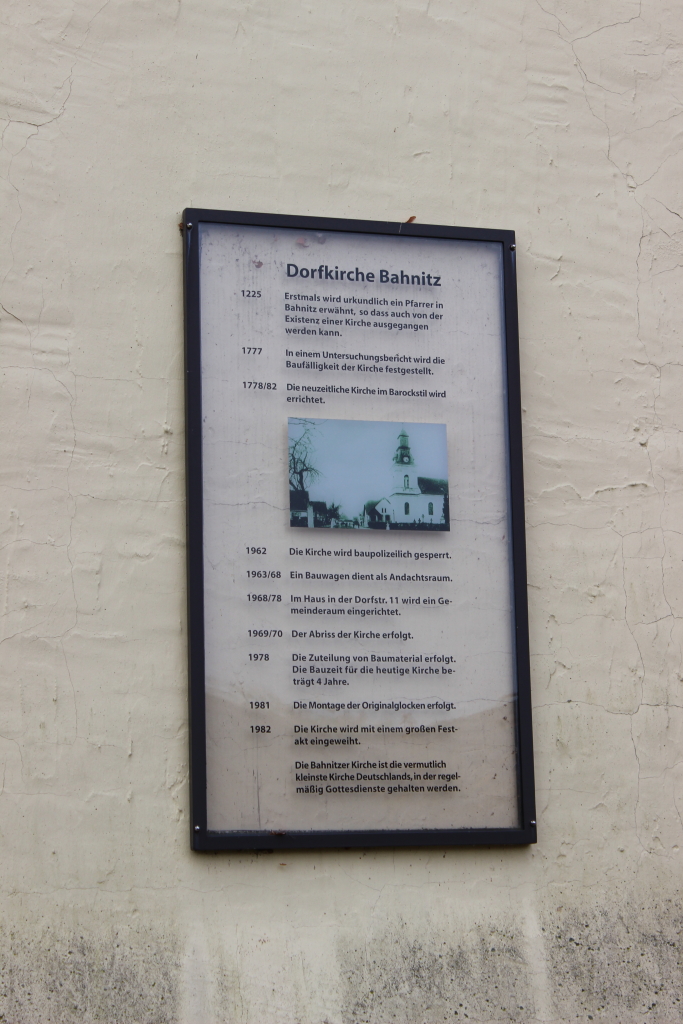 Dorfkirche Bahnitz
1225 Erstmals wird urkundlich ein Pfarrer in
Bahnitz erwähnt, so dass auch von der
Existenz einer Kirche ausgegangen
werden kann.
1777 In einem Untersuchungsbericht wird die
Baufälligkeit der Kirche festgestellt.
1778/82 Die neuzeitliche Kirche im Barockstil wird
errichtet.
1962 Die Kirche wird baupolizeilich gesperrt.
1963/68 Ein Bauwagen dient als Andachtsraum.
1968/78 Im Haus in der Dorfstr. 11 wird ein Ge-
meinderaum eingerichtet.
1969/70 Der Abriss der Kirche erfolgt.
1978 Die Zuteilung von Baumaterial erfolgt.
Die Bauzeit für die heutige Kirche be-
trägt 4 Jahre.
1981 Die Montage der Originalglocken erfolgt.
1982 Die Kirche wird mit einem großen Fest-
akt eingeweiht.
Die Bahnitzer Kirche ist die vermutlich
kleinste Kirche Deutschlands, in der regel-
mäßig Gottesdienste gehalten werden.